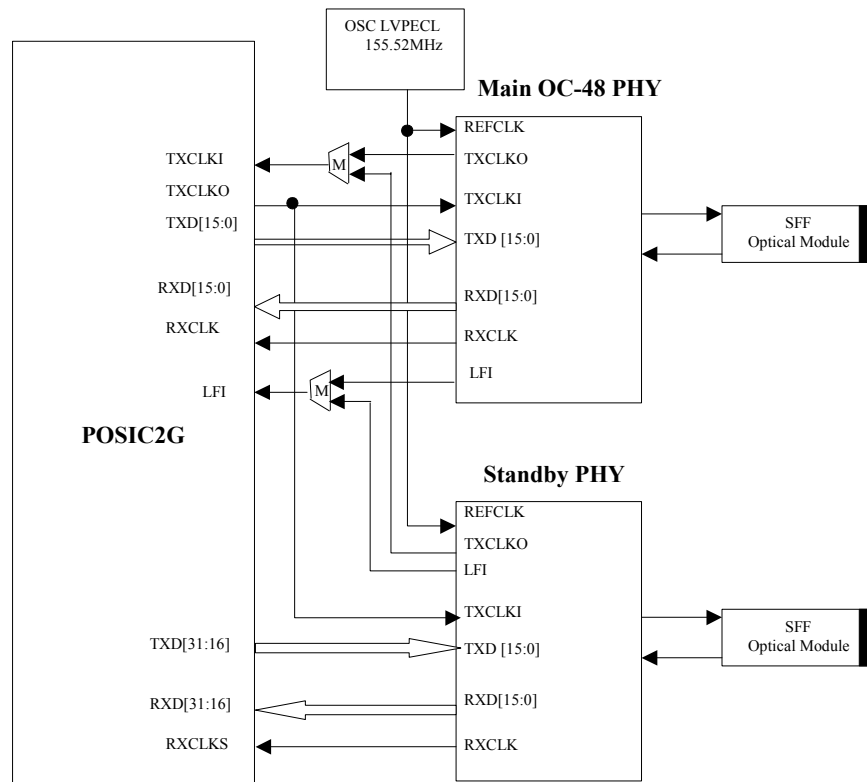 OSC LVPECL
155.52MHz
Main OC-48 PHY
REFCLK
TXCLKO
TXCLKI
TXD [15:0]
RXD[15:0]
RXCLK
LFI
SFF
Optical Module
TXCLKI
TXCLKO
TXD[15:0]
RXD[15:0]
RXCLK
LFI
M
M
POSIC2G
TXD[31:16]
RXD[31:16]
RXCLKS
Standby PHY
REFCLK
TXCLKO
LFI
TXCLKI
TXD [15:0]
RXD[15:0]
RXCLK
SFF
Optical Module